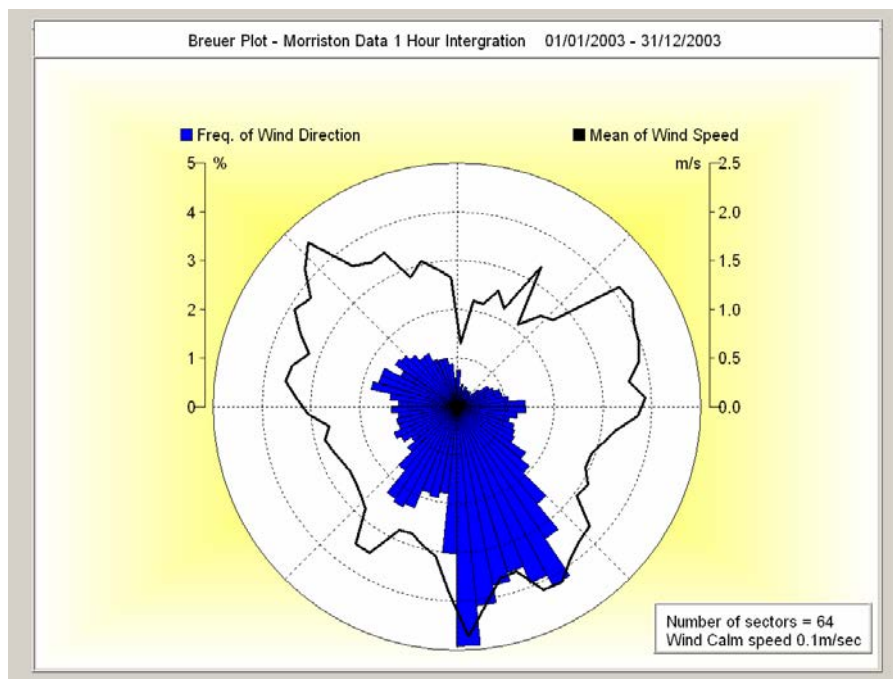 Breuer Plot - Morriston Data 1 Hour Intergration 01/01/2003 - 31/12/2003
Freq. of Wind Direction
Mean of Wind Speed
5 %
4
3
2
1
0
m/s 2.5
2.0
1.5
1.0
0.5
0.0
Number of sectors = 64
Wind Calm speed 0.1m/sec